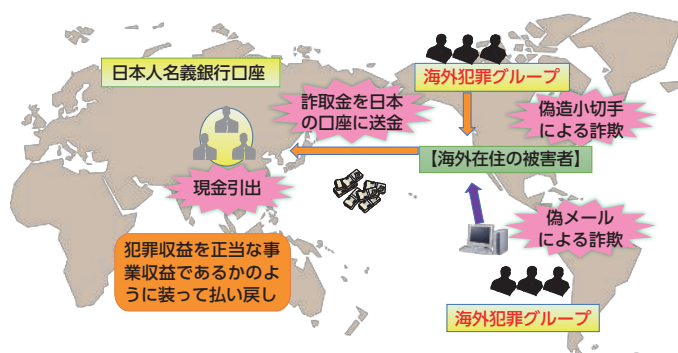 日本人名義銀行口座
海外犯罪グループ
詐取金を日本
の口座に送金
偽造小切手
による詐欺
【海外在住の被害者】
現金引出
偽メール
による詐欺
犯罪収益を正当な事
業収益であるかのよ
うに装って払い戻し
海外犯罪グループ